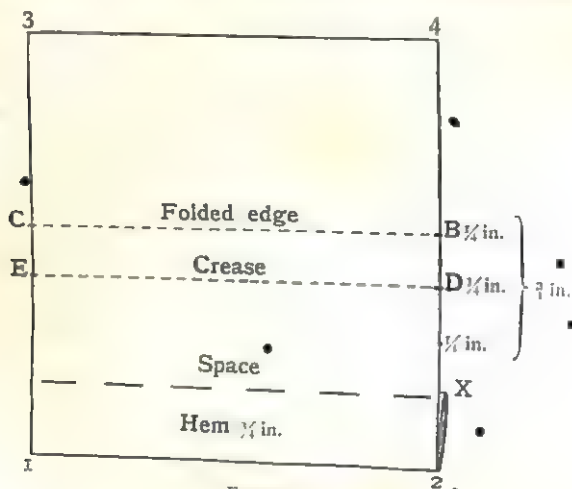 3 4
C Folded edge B ¼ in.
E Crease D ¼ in. ¾ in.
¼ in.
Space
X
Hem ¾ in.
1 2